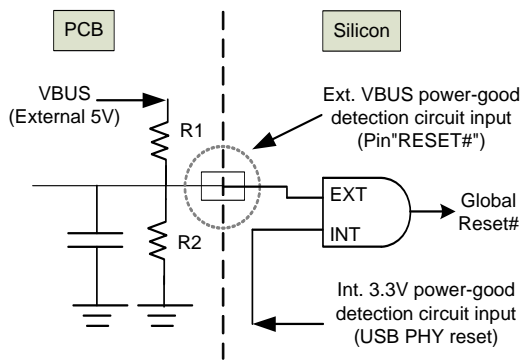 PCB
Silicon
VBUS
(External 5V)
R1
R2
Ext. VBUS power-good
detection circuit input
(Pin"RESET#")
EXT
INT
Global
Reset#
Int. 3.3V power-good
detection circuit input
(USB PHY reset)